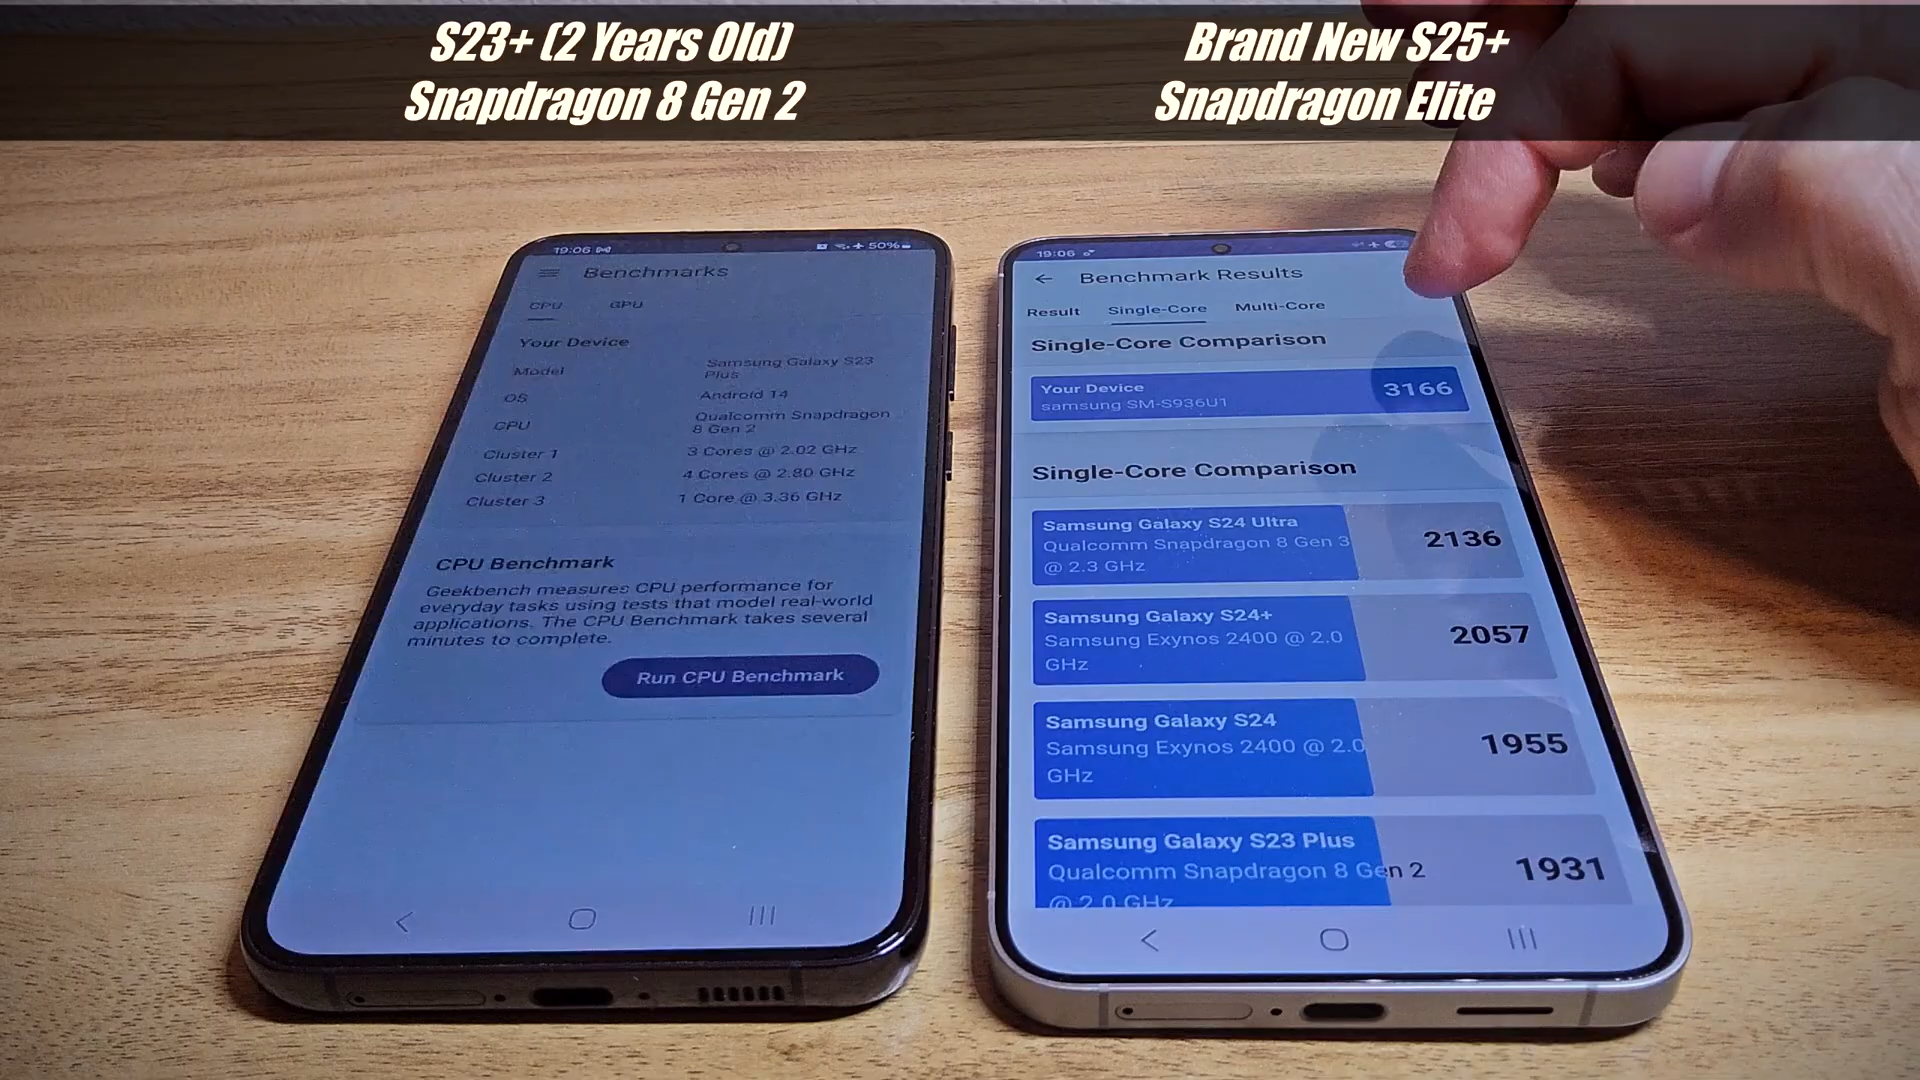 S23+ (2 Years Old)
Snapdragon 8 Gen 2
Brand New S25+
Snapdragon Elite
19:06
50%
Benchmarks
CPU GPU
Your Device
Model Samsung Galaxy S23
Plus
OS Android 14
CPU Qualcomm Snapdragon
8 Gen 2
Cluster 1 3 Cores @ 2.02 GHz
Cluster 2 4 Cores @ 2.80 GHz
Cluster 3 1 Core @ 3.36 GHz
CPU Benchmark
Geekbench measures CPU performance for
everyday tasks using tests that model real-world
applications. The CPU Benchmark takes several
minutes to complete.
Run CPU Benchmark
19:06
Benchmark Results
Result Single-Core Multi-Core
Single-Core Comparison
Your Device
samsung SM-S936U1
3166
Single-Core Comparison
Samsung Galaxy S24 Ultra
Qualcomm Snapdragon 8 Gen 3
@ 2.3 GHz
2136
Samsung Galaxy S24+
Samsung Exynos 2400 @ 2.0
GHz
2057
Samsung Galaxy S24
Samsung Exynos 2400 @ 2.0
GHz
1955
Samsung Galaxy S23 Plus
Qualcomm Snapdragon 8 Gen 2
@ 2.0 GHz
1931